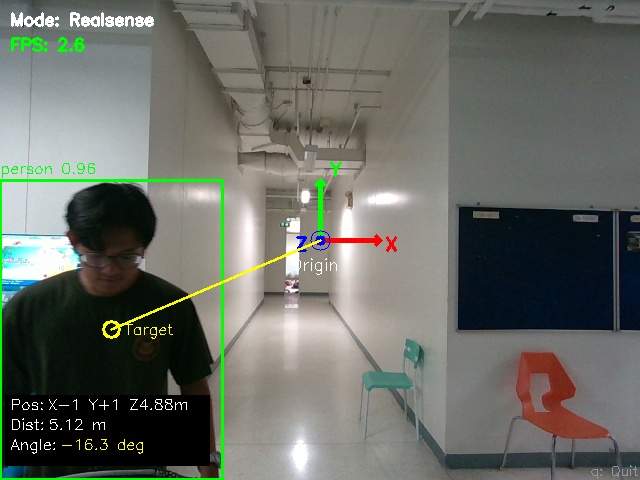 Mode: Realsense
FPS: 2.6
person 0.96
Y
Z
X
Origin
Target
Pos: X-1 Y+1 Z4.88m
Dist: 5.12 m
Angle: -16.3 deg
q: Quit